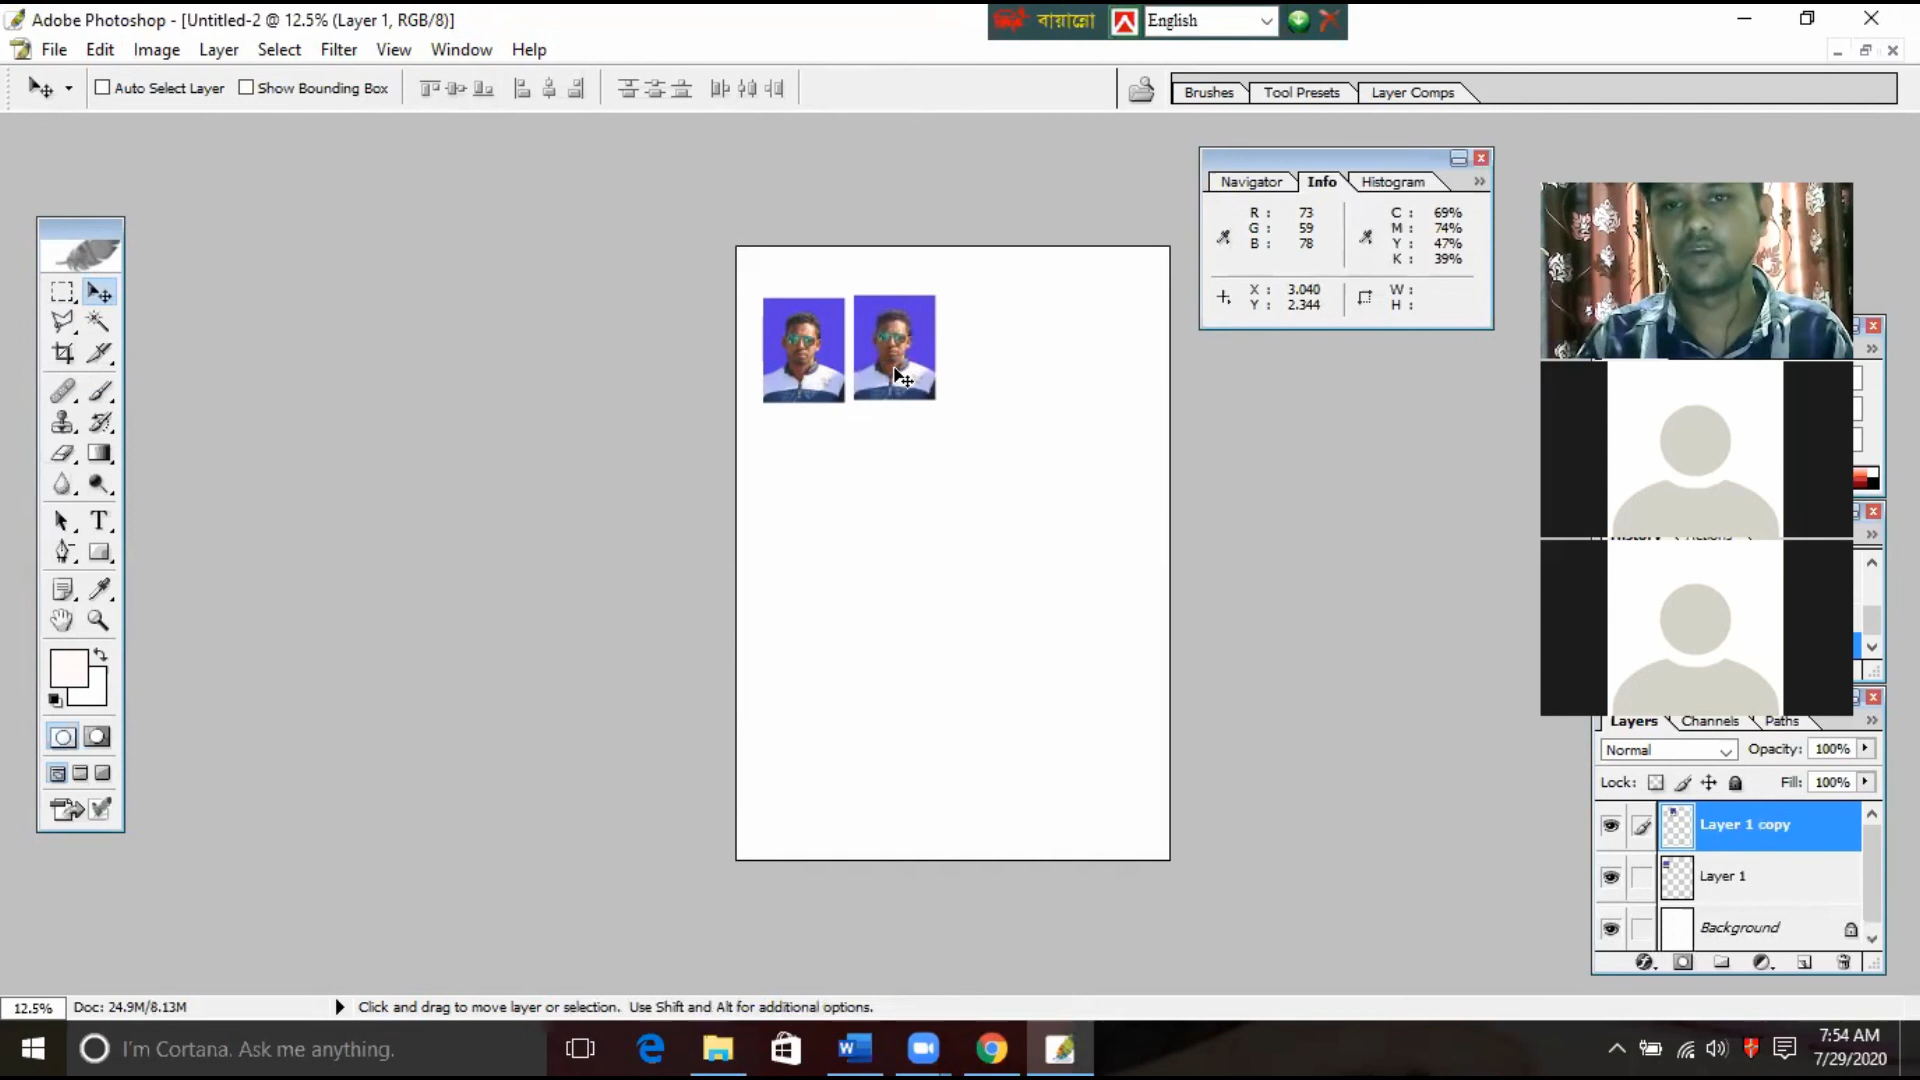 Adobe Photoshop - [Untitled-2 @ 12.5% (Layer 1, RGB/8)]
বায়ান্নো
English
File Edit Image Layer Select Filter View Window Help
Auto Select Layer Show Bounding Box
Brushes Tool Presets Layer Comps
Navigator Info Histogram
R : 73 C : 69%
G : 59 M : 74%
B : 78 Y : 47%
K : 39%
X : 3.040 W :
Y : 2.344 H :
Layers Channels Paths
Normal Opacity: 100%
Lock: Fill: 100%
Layer 1 copy
Layer 1
Background
12.5% Doc: 24.9M/8.13M Click and drag to move layer or selection. Use Shift and Alt for additional options.
I'm Cortana. Ask me anything.
7:54 AM
7/29/2020